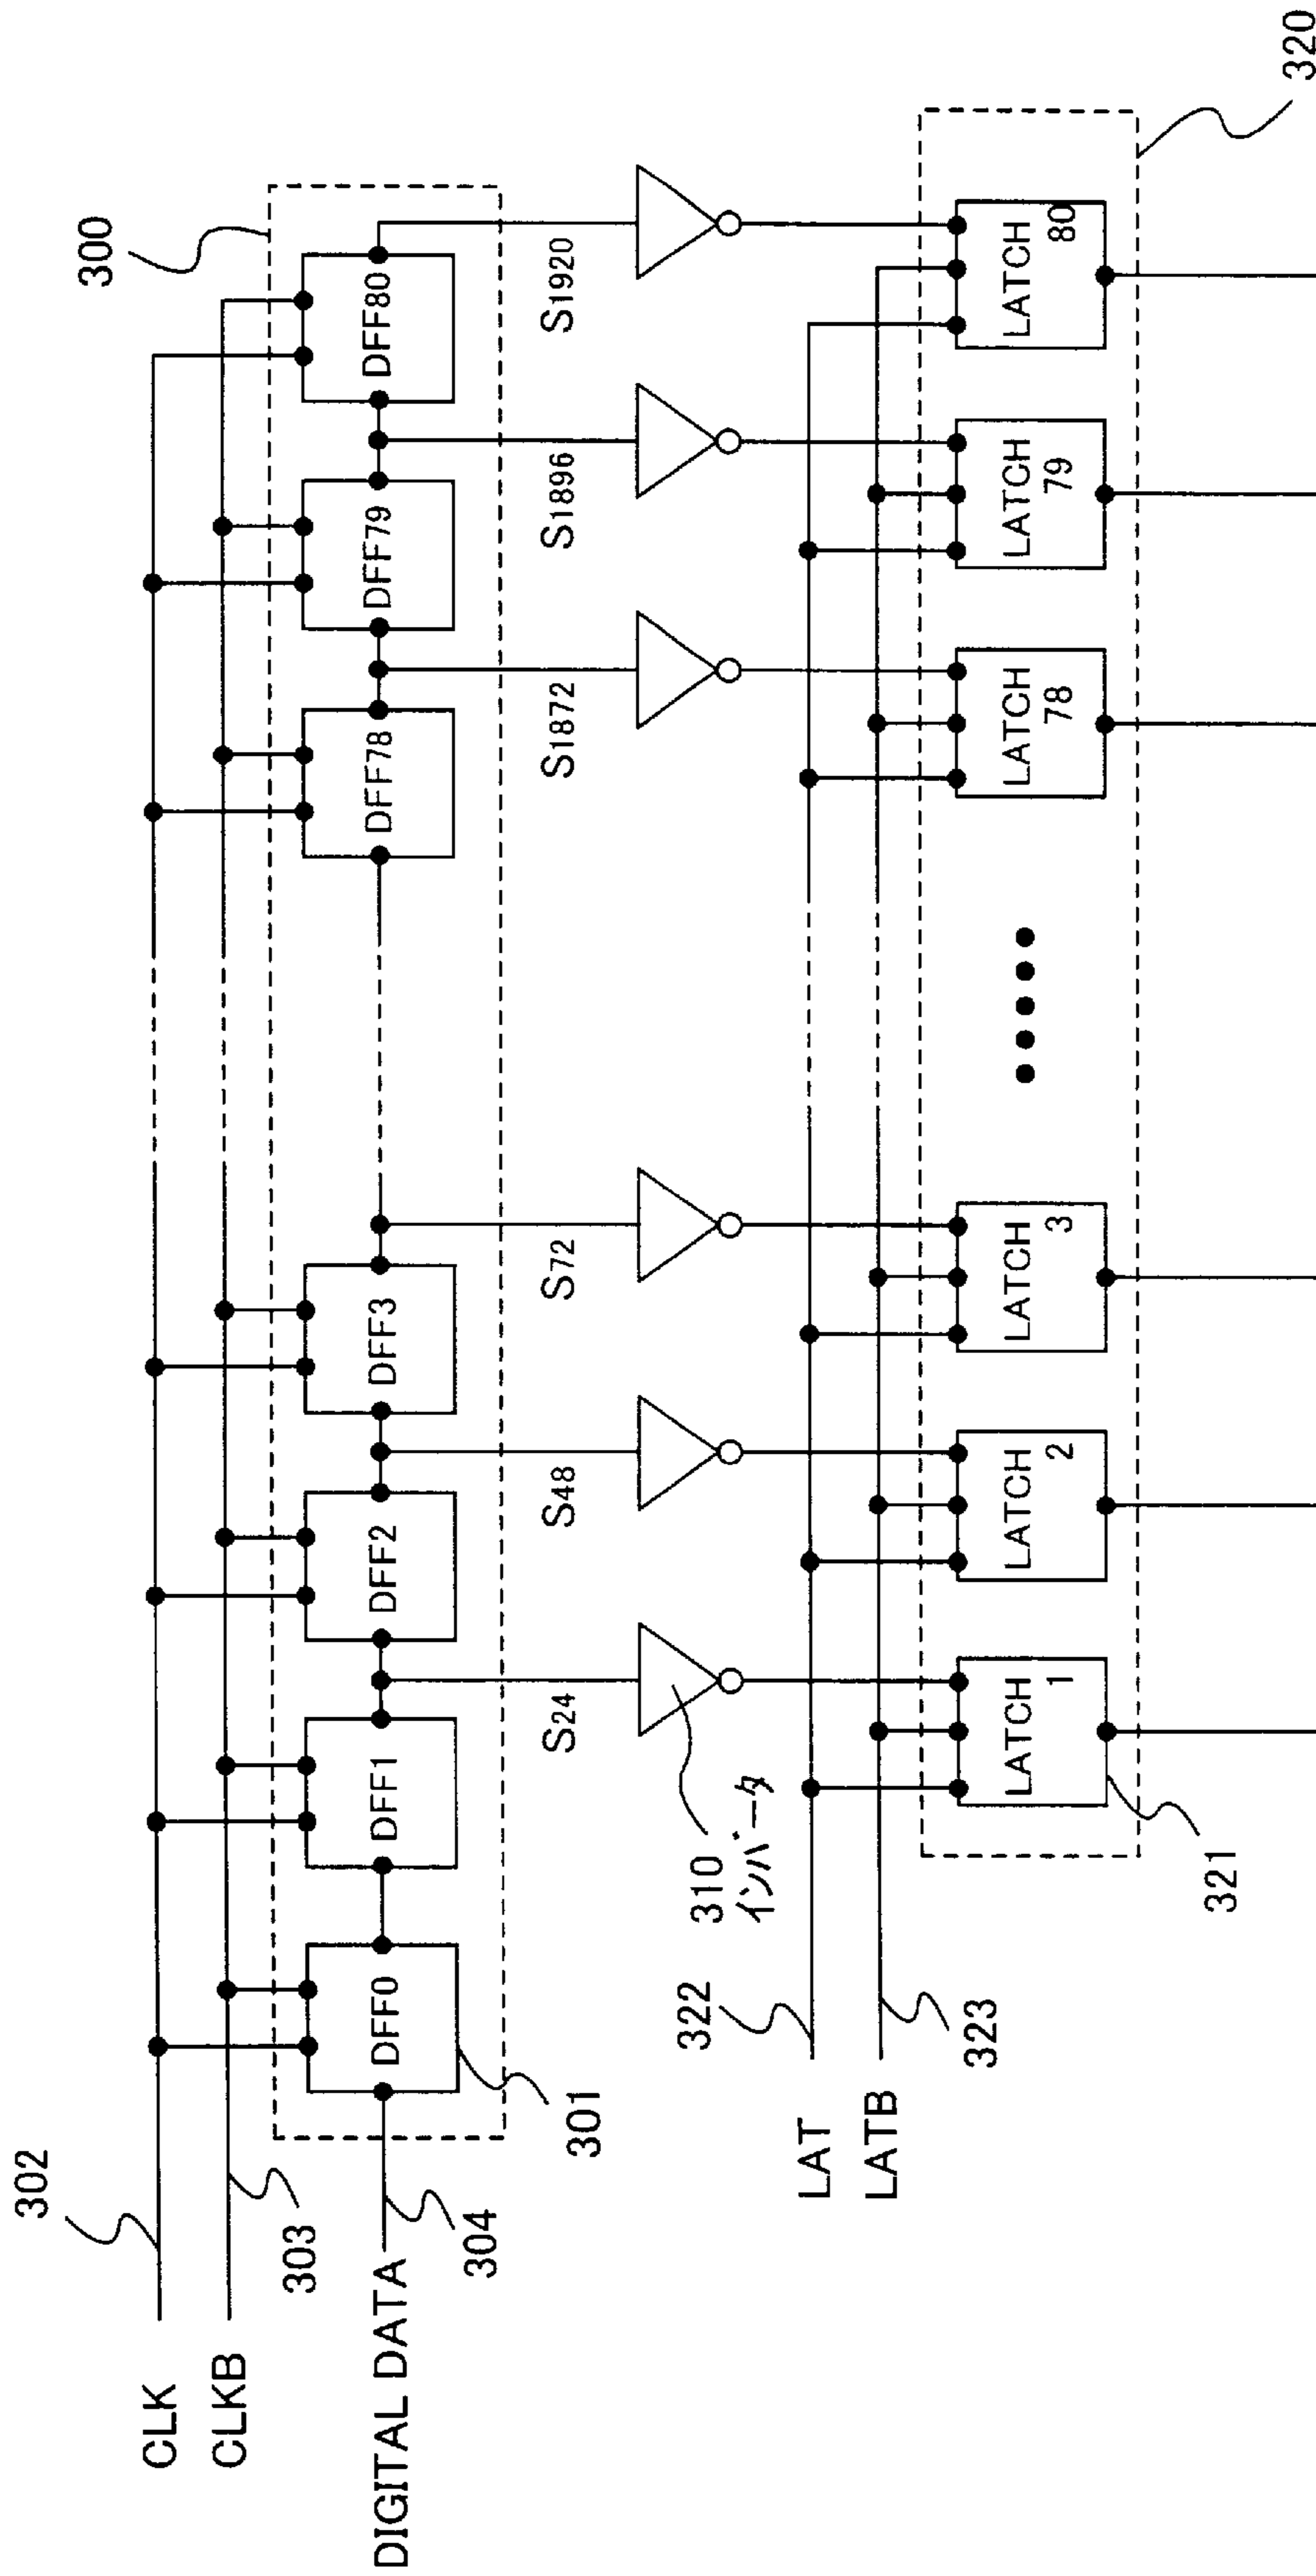 302
CLK
303
CLKB
DIGITAL DATA
304
300
DFF0
DFF1
DFF2
DFF3
DFF78
DFF79
DFF80
301
S24
S48
S72
S1872
S1896
S1920
310
インバータ
322
LAT
323
LATB
LATCH
1
LATCH
2
LATCH
3
LATCH
78
LATCH
79
LATCH
80
321
320